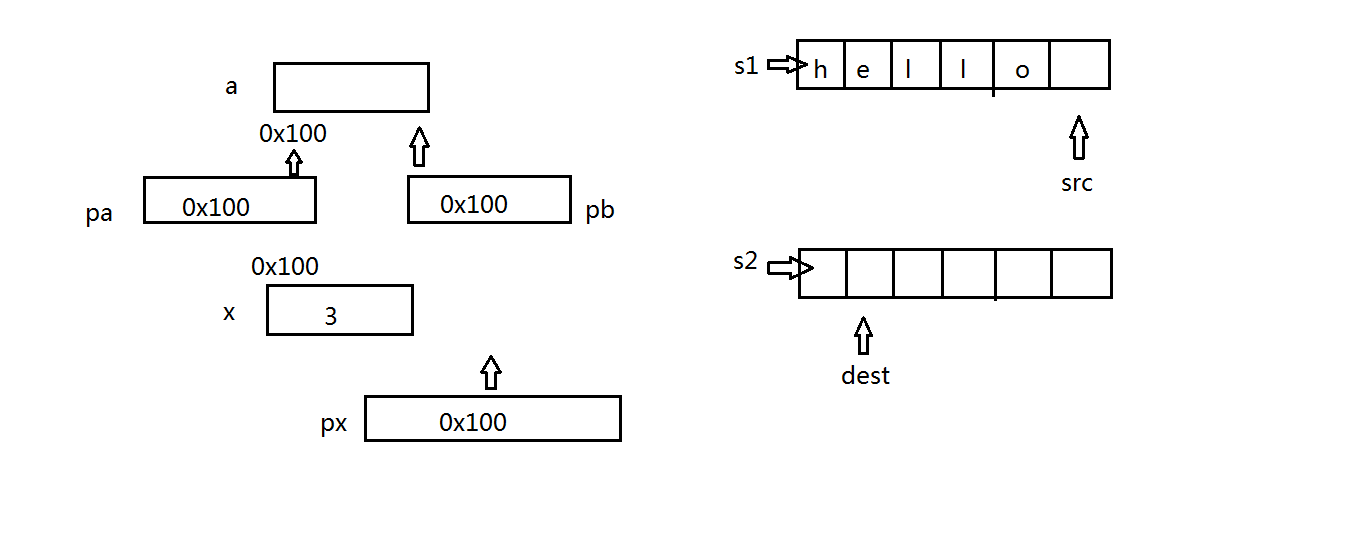 a
0x100
pa 0x100
0x100 pb
0x100
x 3
px 0x100
s1 h e l l o
src
s2
dest